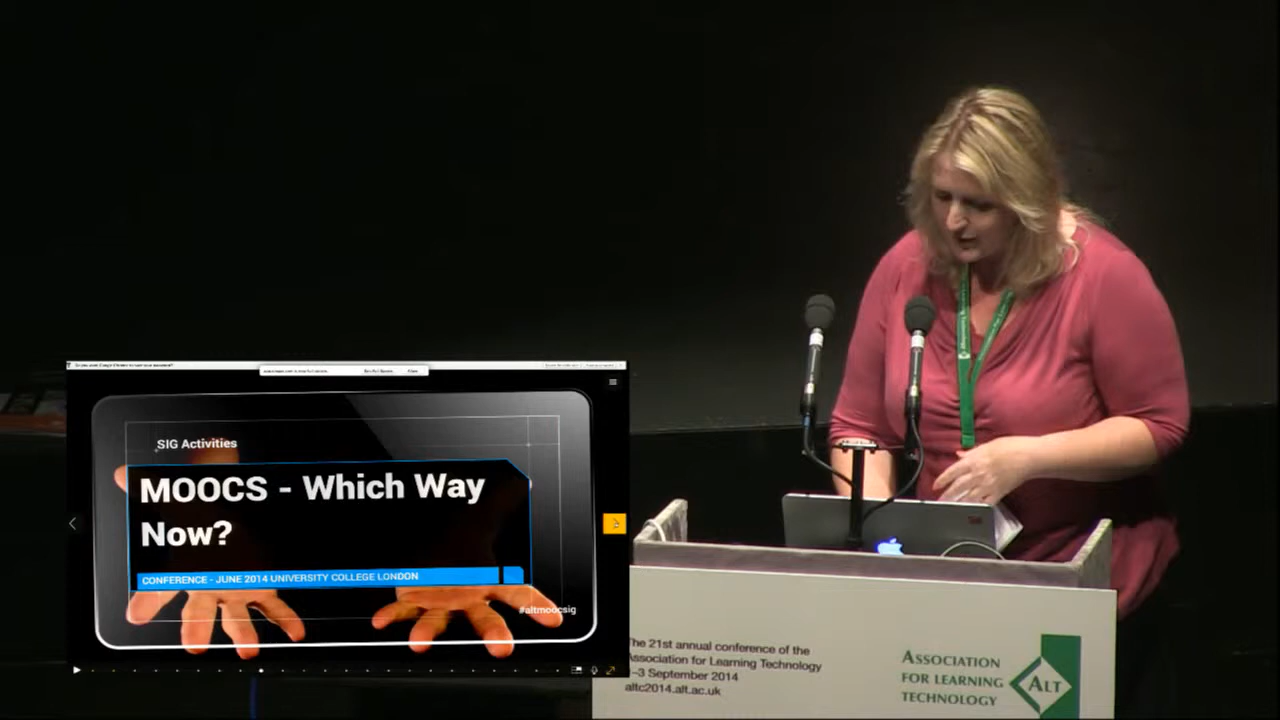 SIG Activities
MOOCS - Which Way
Now?
CONFERENCE - JUNE 2014 UNIVERSITY COLLEGE LONDON
#altmoocsig
The 21st annual conference of the
Association for Learning Technology
–3 September 2014
altc2014.alt.ac.uk
ASSOCIATION
FOR LEARNING
TECHNOLOGY
ALT